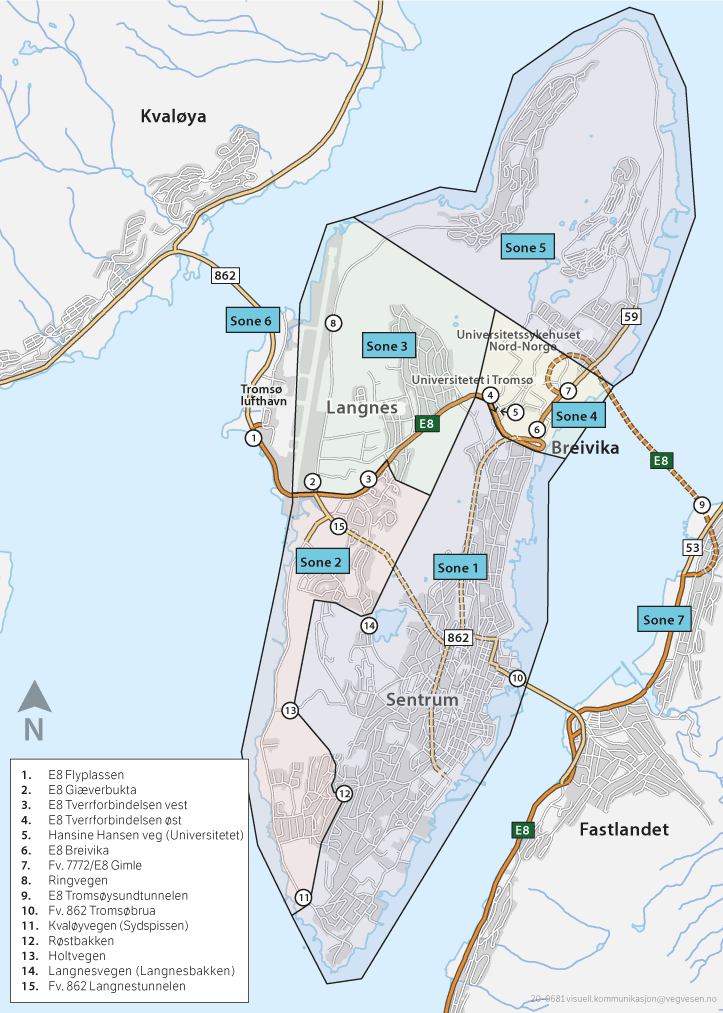 Kvaløya
862
Sone 5
Sone 6
59
8
Sone 3
Universitetssykehuset
Nord-Norge
Universitetet i Tromsø
Tromsø
lufthavn
4
7
5
Sone 4
Langnes
E8
6
1
Breivika
E8
2
3
9
15
53
Sone 2
Sone 1
Sone 7
14
862
10
Sentrum
N
13
12
11
E8
Fastlandet
1. E8 Flyplassen
2. E8 Giæverbukta
3. E8 Tverrforbindelsen vest
4. E8 Tverrforbindelsen øst
5. Hansine Hansen veg (Universitetet)
6. E8 Breivika
7. Fv. 7772/E8 Gimle
8. Ringvegen
9. E8 Tromsøysundtunnelen
10. Fv. 862 Tromsøbrua
11. Kvaløyvegen (Sydspissen)
12. Røstbakken
13. Holtvegen
14. Langnesvegen (Langnesbakken)
15. Fv. 862 Langnestunnelen
20-0681 visuell.kommunikasjon@vegvesen.no